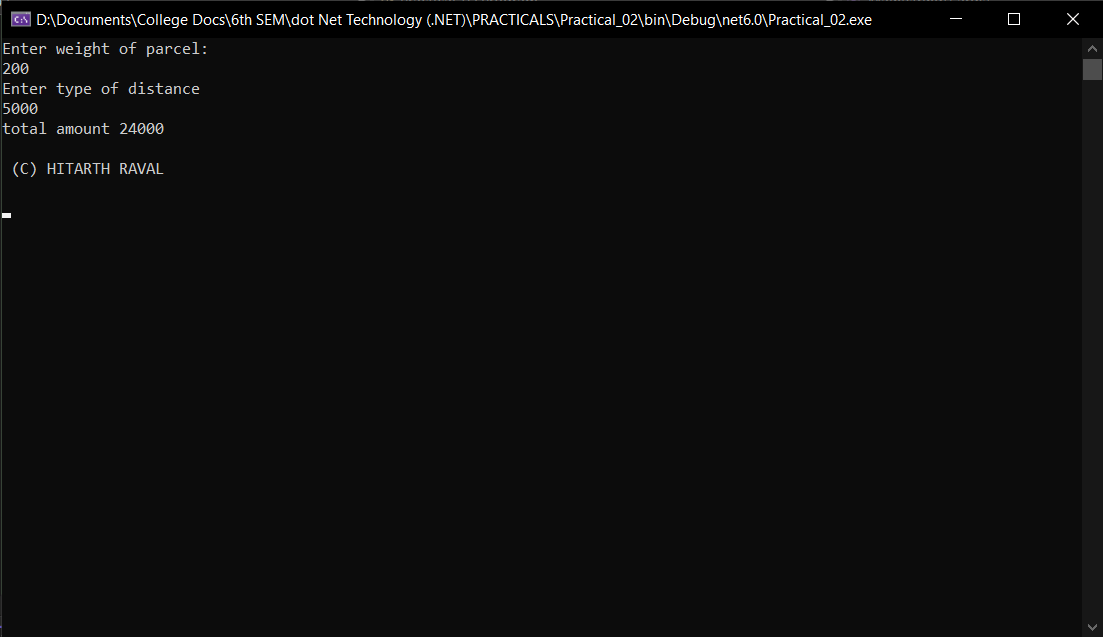 D:\Documents\College Docs\6th SEM\dot Net Technology (.NET)\PRACTICALS\Practical_02\bin\Debug\net6.0\Practical_02.exe
Enter weight of parcel:
200
Enter type of distance
5000
total amount 24000
(C) HITARTH RAVAL